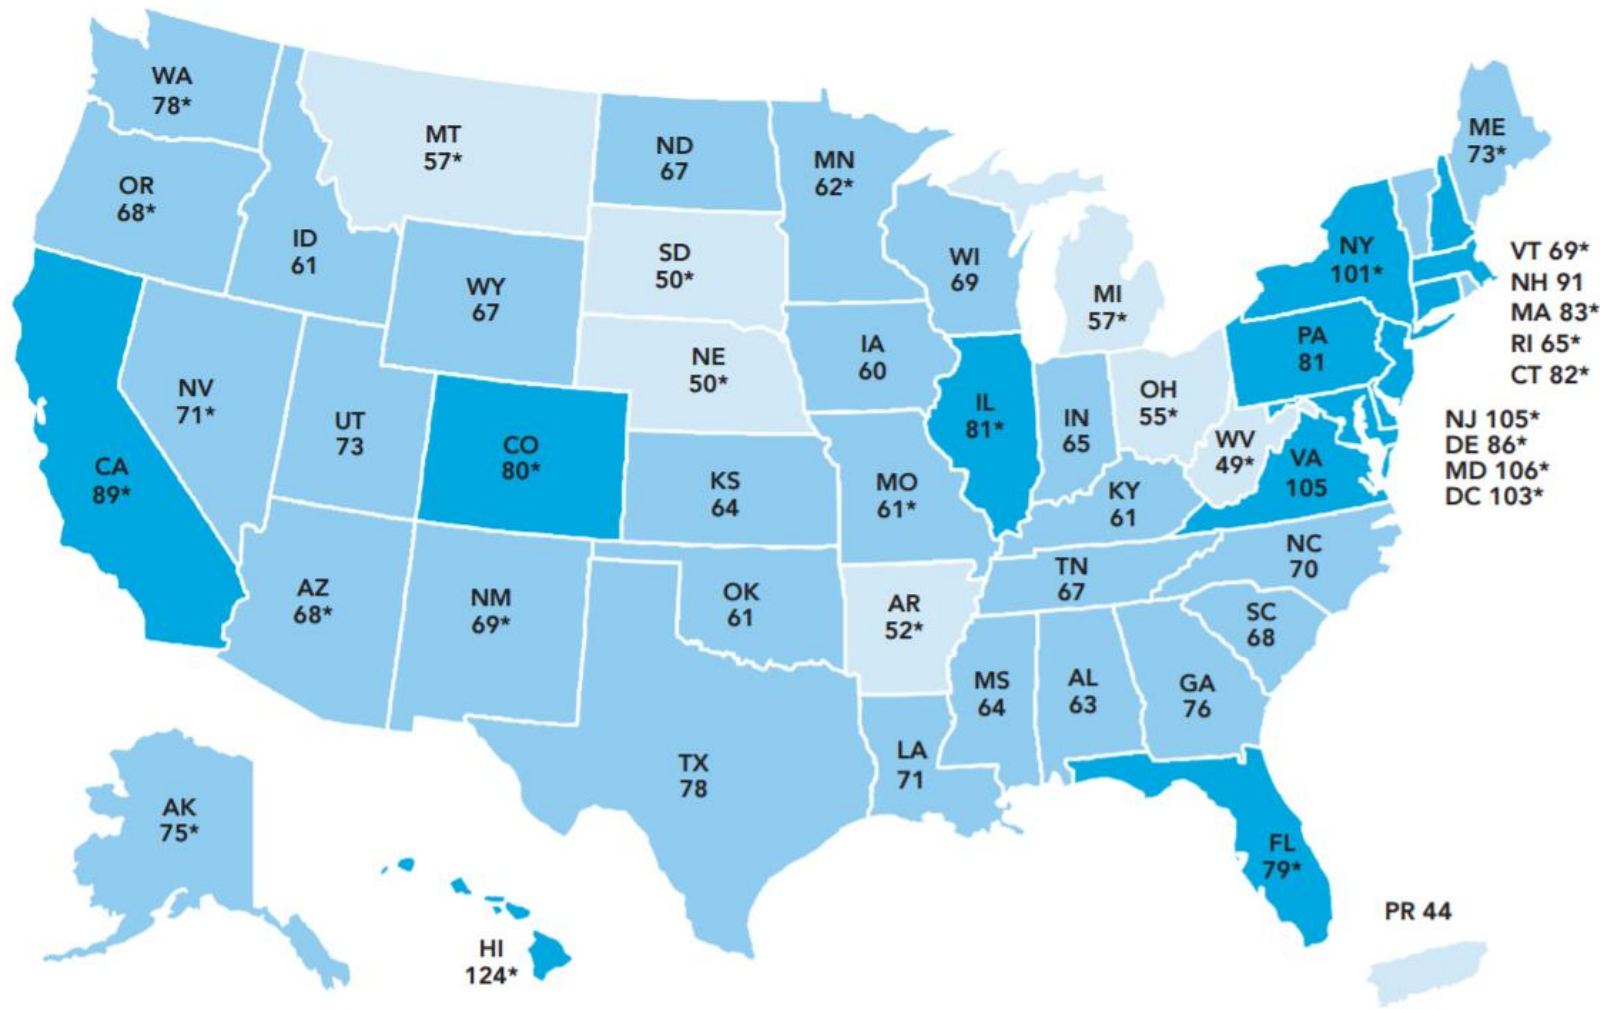 WA
78*
OR
68*
CA
89*
NV
71*
ID
61
MT
57*
WY
67
UT
73
CO
80*
AZ
68*
NM
69*
ND
67
SD
50*
NE
50*
KS
64
OK
61
TX
78
MN
62*
IA
60
MO
61*
AR
52*
LA
71
WI
69
IL
81*
MI
57*
IN
65
OH
55*
KY
61
TN
67
MS
64
AL
63
GA
76
FL
79*
SC
68
NC
70
VA
105
WV
49*
PA
81
NY
101*
ME
73*
VT 69*
NH 91
MA 83*
RI 65*
CT 82*
NJ 105*
DE 86*
MD 106*
DC 103*
AK
75*
HI
124*
PR 44